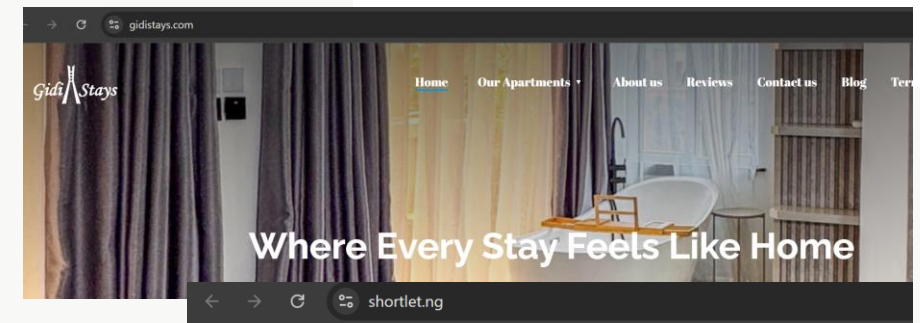 gidistays.com
Gidi Stays
Home Our Apartments About us Reviews Contact us Blog
Where Every Stay Feels Like Home
shortlet.ng